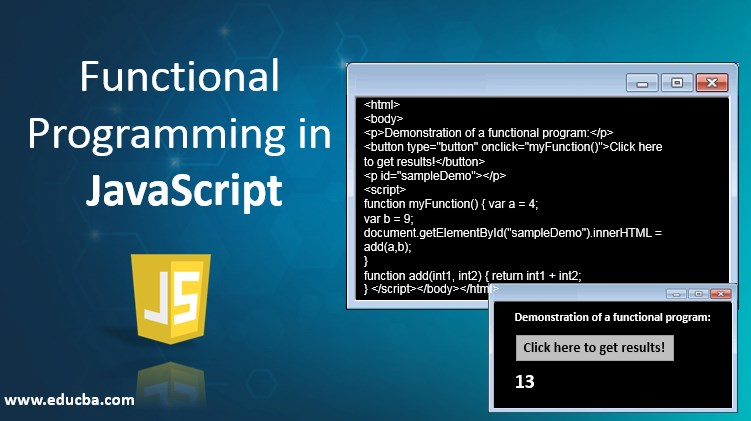 Functional
Programming in
JavaScript
JS
www.educba.com
<html>
<body>
<p>Demonstration of a functional program:</p>
<button type="button" onclick="myFunction()">Click here
to get results!</button>
<p id="sampleDemo"></p>
<script>
function myFunction() { var a = 4;
var b = 9;
document.getElementById("sampleDemo").innerHTML =
add(a,b);
}
function add(int1, int2) { return int1 + int2;
} </script></body></html>
Demonstration of a functional program:
Click here to get results!
13